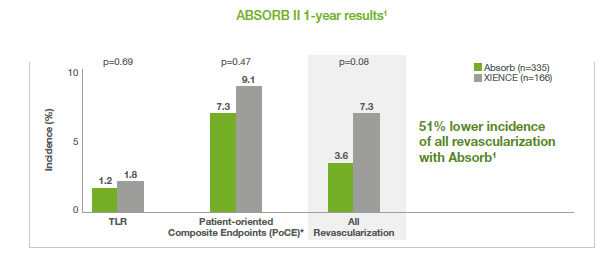 ABSORB II 1-year results¹
p=0.69
p=0.47
p=0.08
Absorb (n=335)
XIENCE (n=166)
Incidence (%)
10
5
0
1.2
1.8
7.3
9.1
3.6
7.3
51% lower incidence
of all revascularization
with Absorb¹
TLR
Patient-oriented
Composite Endpoints (PoCE)*
All
Revascularization